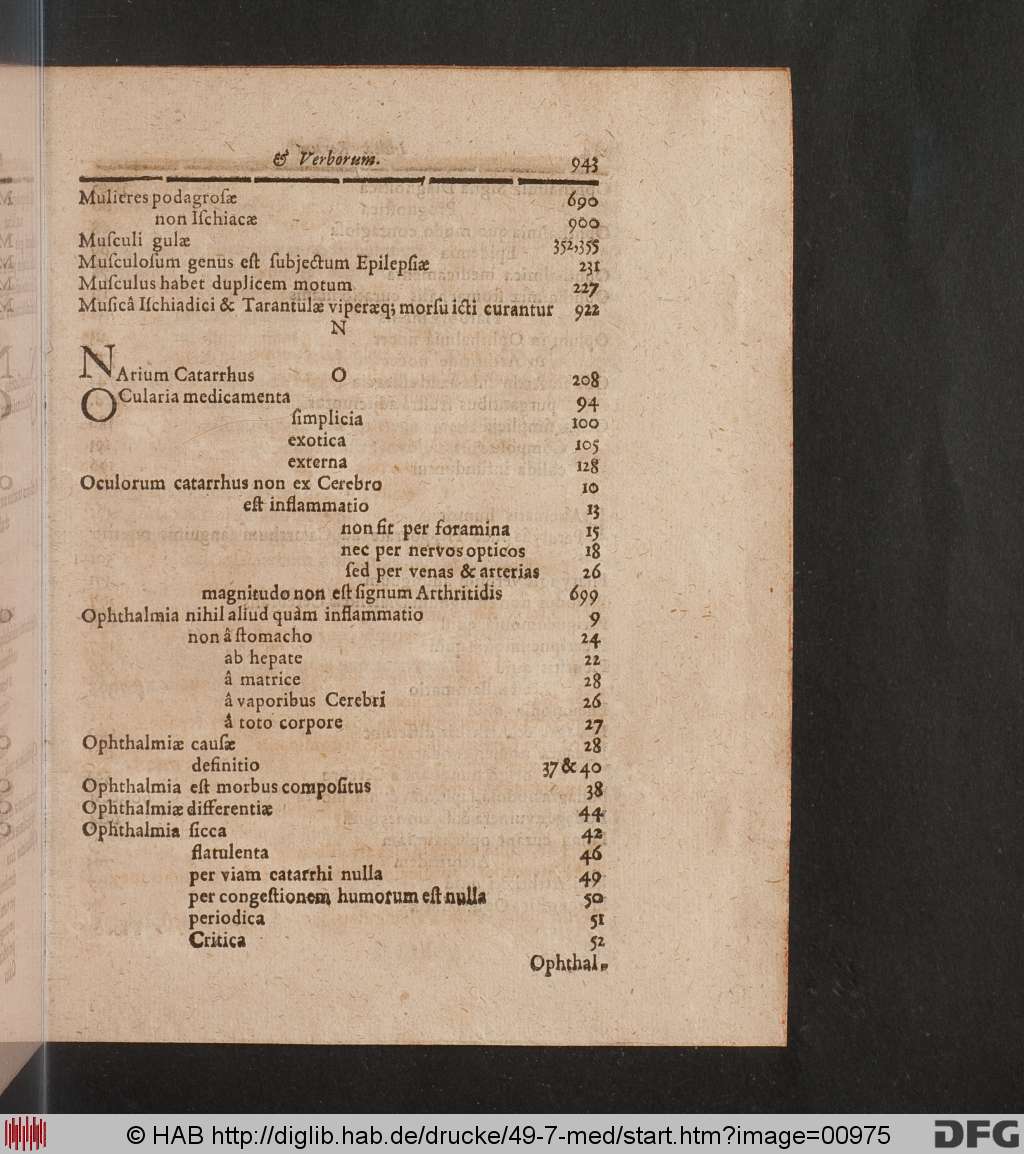 & Verborum. 943
Mulieres podagroſæ 690
non Iſchiacæ 900
Muſculi gulæ 352,355
Muſculoſum genus eſt ſubjectum Epilepſiæ 231
Muſculus habet duplicem motum 227
Muſicâ Iſchiadici & Tarantulæ viperæq; morſu icti curantur 922
N
NArium Catarrhus O 208
OCularia medicamenta 94
ſimplicia 100
exotica 105
externa 128
Oculorum catarrhus non ex Cerebro 10
eſt inflammatio 13
non fit per foramina 15
nec per nervos opticos 18
ſed per venas & arterias 26
magnitudo non eſt ſignum Arthritidis 699
Ophthalmia nihil aliud quàm inflammatio 9
non â ſtomacho 24
ab hepate 22
â matrice 28
â vaporibus Cerebri 26
â toto corpore 27
Ophthalmiæ cauſæ 28
definitio 37 & 40
Ophthalmia eſt morbus compoſitus 38
Ophthalmiæ differentiæ 44
Ophthalmia ſicca 42
flatulenta 46
per viam catarrhi nulla 49
per congeſtionem humorum eſt nulla 50
periodica 51
Critica 52
Ophthal-
© HAB http://diglib.hab.de/drucke/49-7-med/start.htm?image=00975 DFG